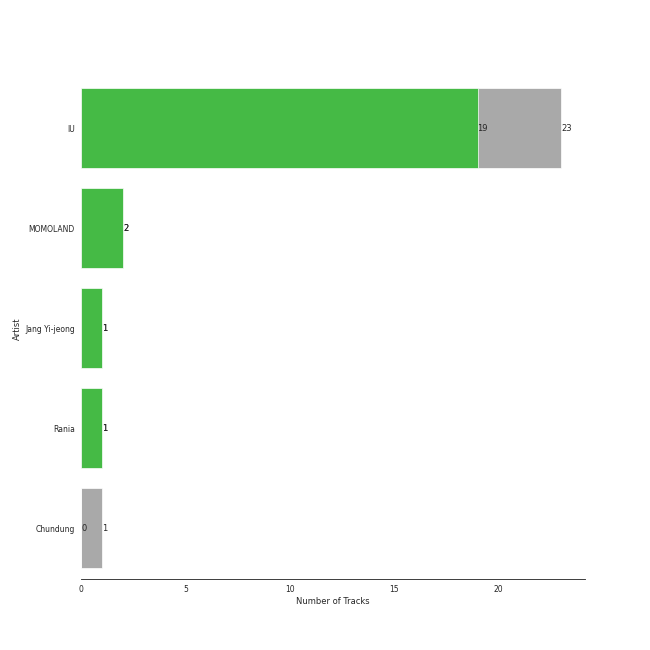 IU
19
23
MOMOLAND
2
Jang Yi-jeong
1
Rania
1
Chundung
0
1
Artist
0
5
10
15
20
Number of Tracks